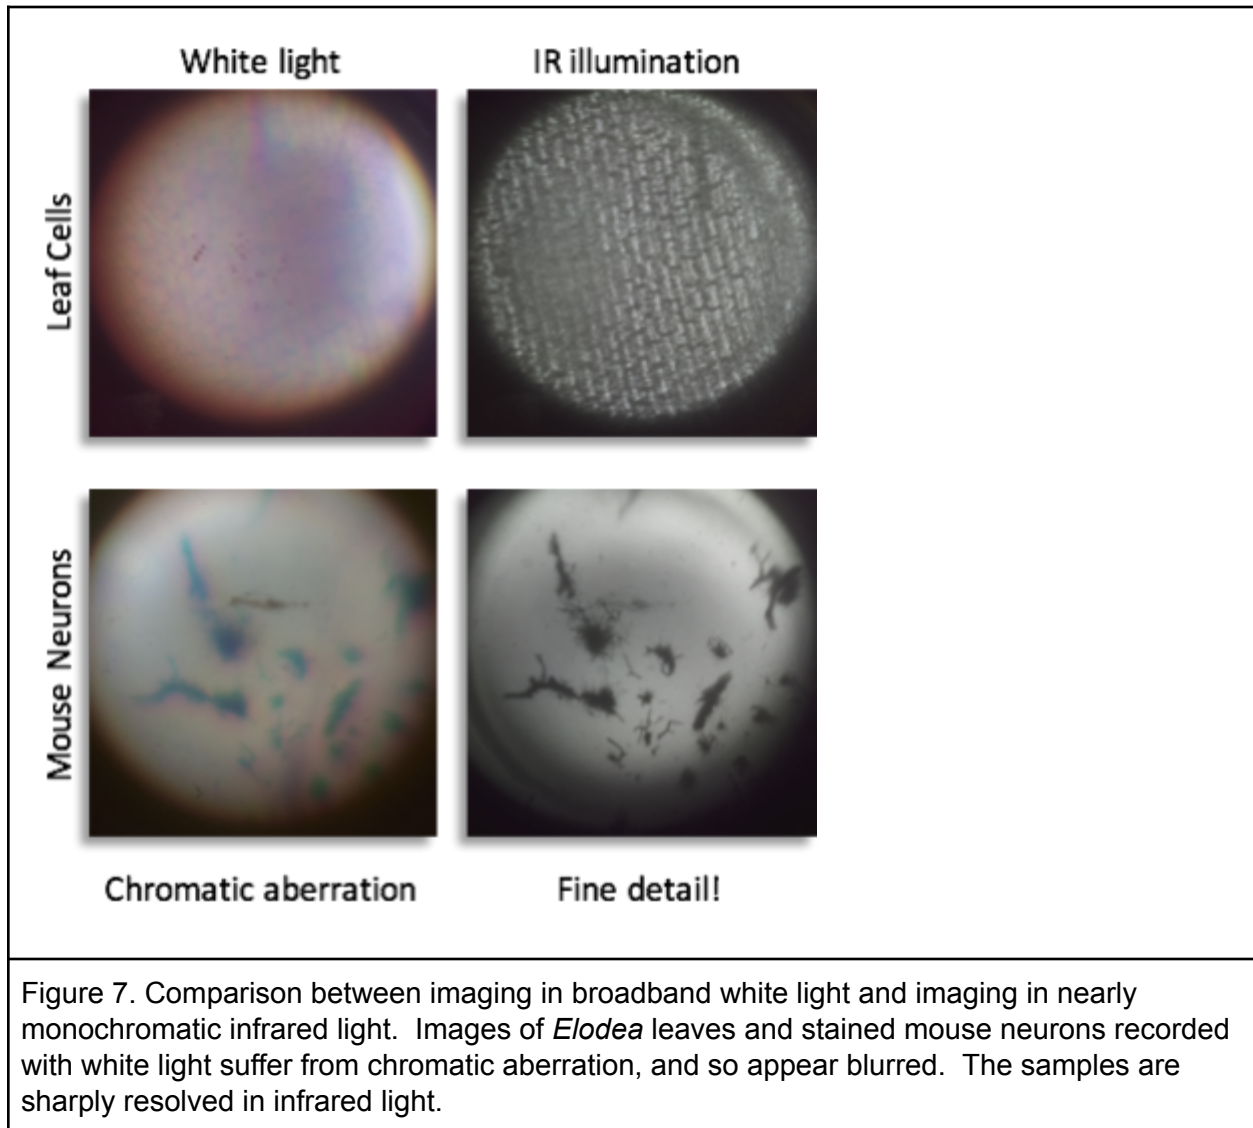 White light
IR illumination
Leaf Cells
Mouse Neurons
Chromatic aberration
Fine detail!
Figure 7. Comparison between imaging in broadband white light and imaging in nearly
monochromatic infrared light.  Images of Elodea leaves and stained mouse neurons recorded
with white light suffer from chromatic aberration, and so appear blurred.  The samples are
sharply resolved in infrared light.